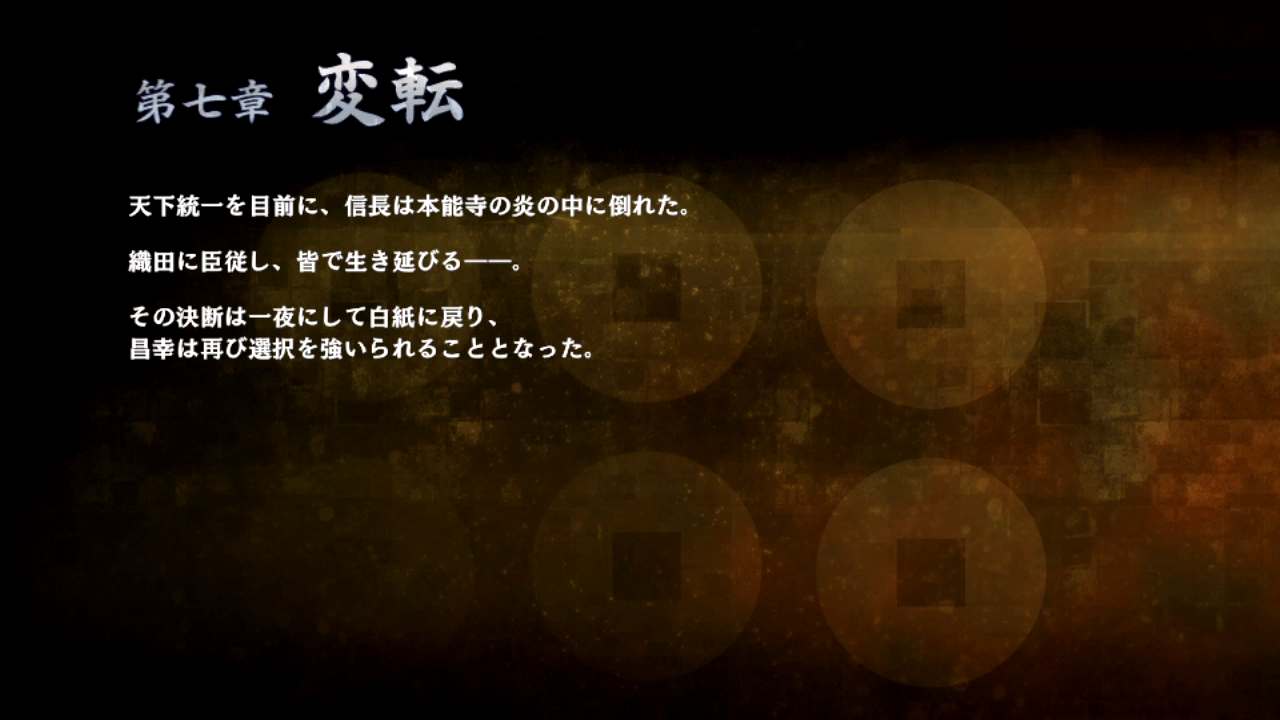 第七章 変転
天下統一を目前に、信長は本能寺の炎の中に倒れた。
織田に臣従し、皆で生き延びる――。
その決断は一夜にして白紙に戻り、
昌幸は再び選択を強いられることとなった。